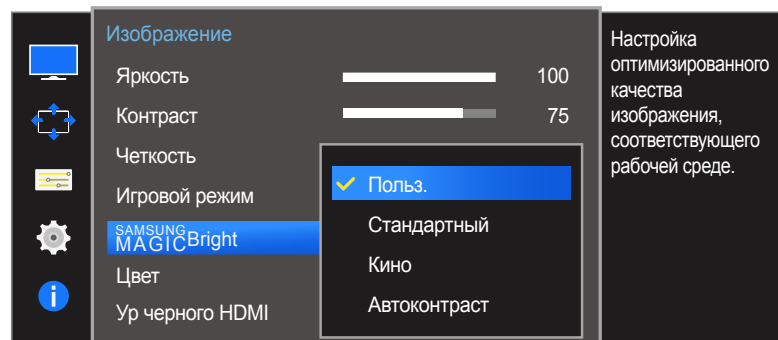 Изображение
Яркость 100
Контраст 75
Четкость
Игровой режим
SAMSUNG
MAGICBright
Цвет
Ур черного HDMI
Польз.
Стандартный
Кино
Автоконтраст
Настройка
оптимизированного
качества
изображения,
соответствующего
рабочей среде.